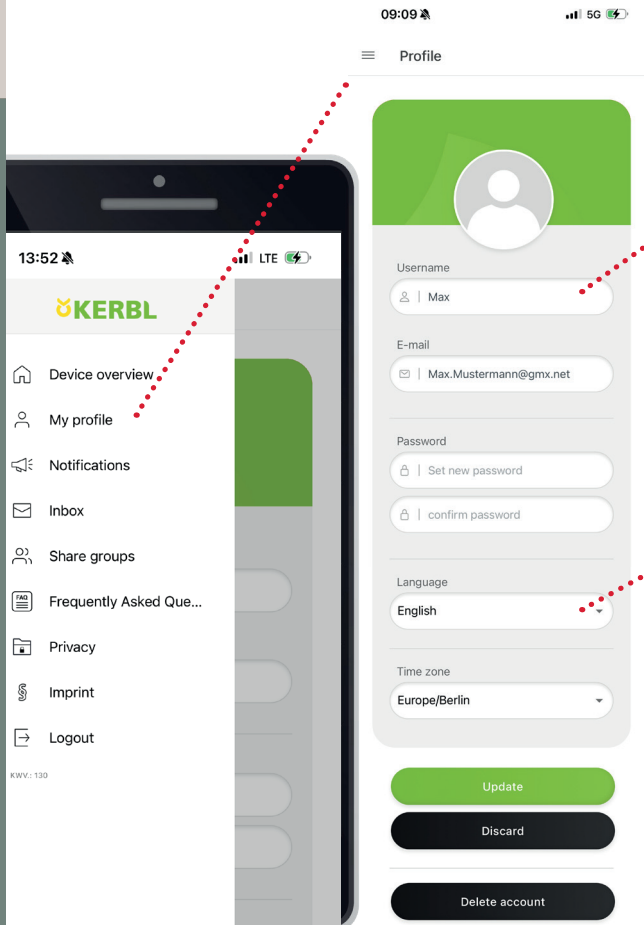 13:52
LTE
KERBL
Device overview
My profile
Notifications
Inbox
Share groups
FAQ
Frequently Asked Que...
Privacy
§ Imprint
Logout
KWV.: 130
09:09
5G
Profile
Username
Max
E-mail
Max.Mustermann@gmx.net
Password
Set new password
confirm password
Language
English
Time zone
Europe/Berlin
Update
Discard
Delete account